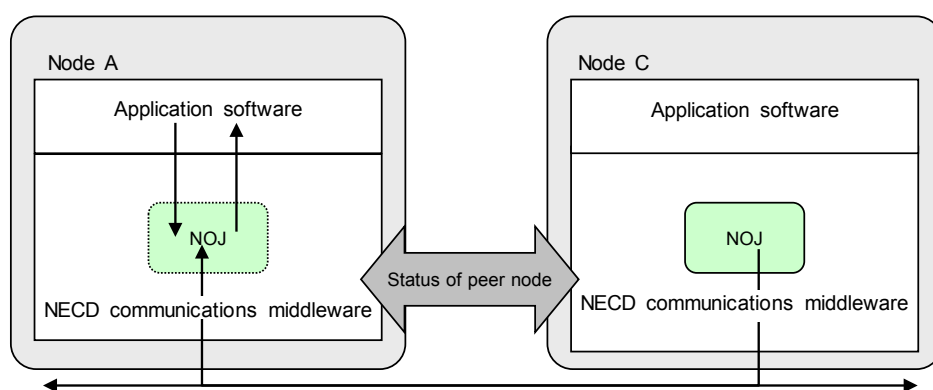 Node A
Application software
NOJ
NECD communications middleware
Status of peer node
Node C
Application software
NOJ
NECD communications middleware